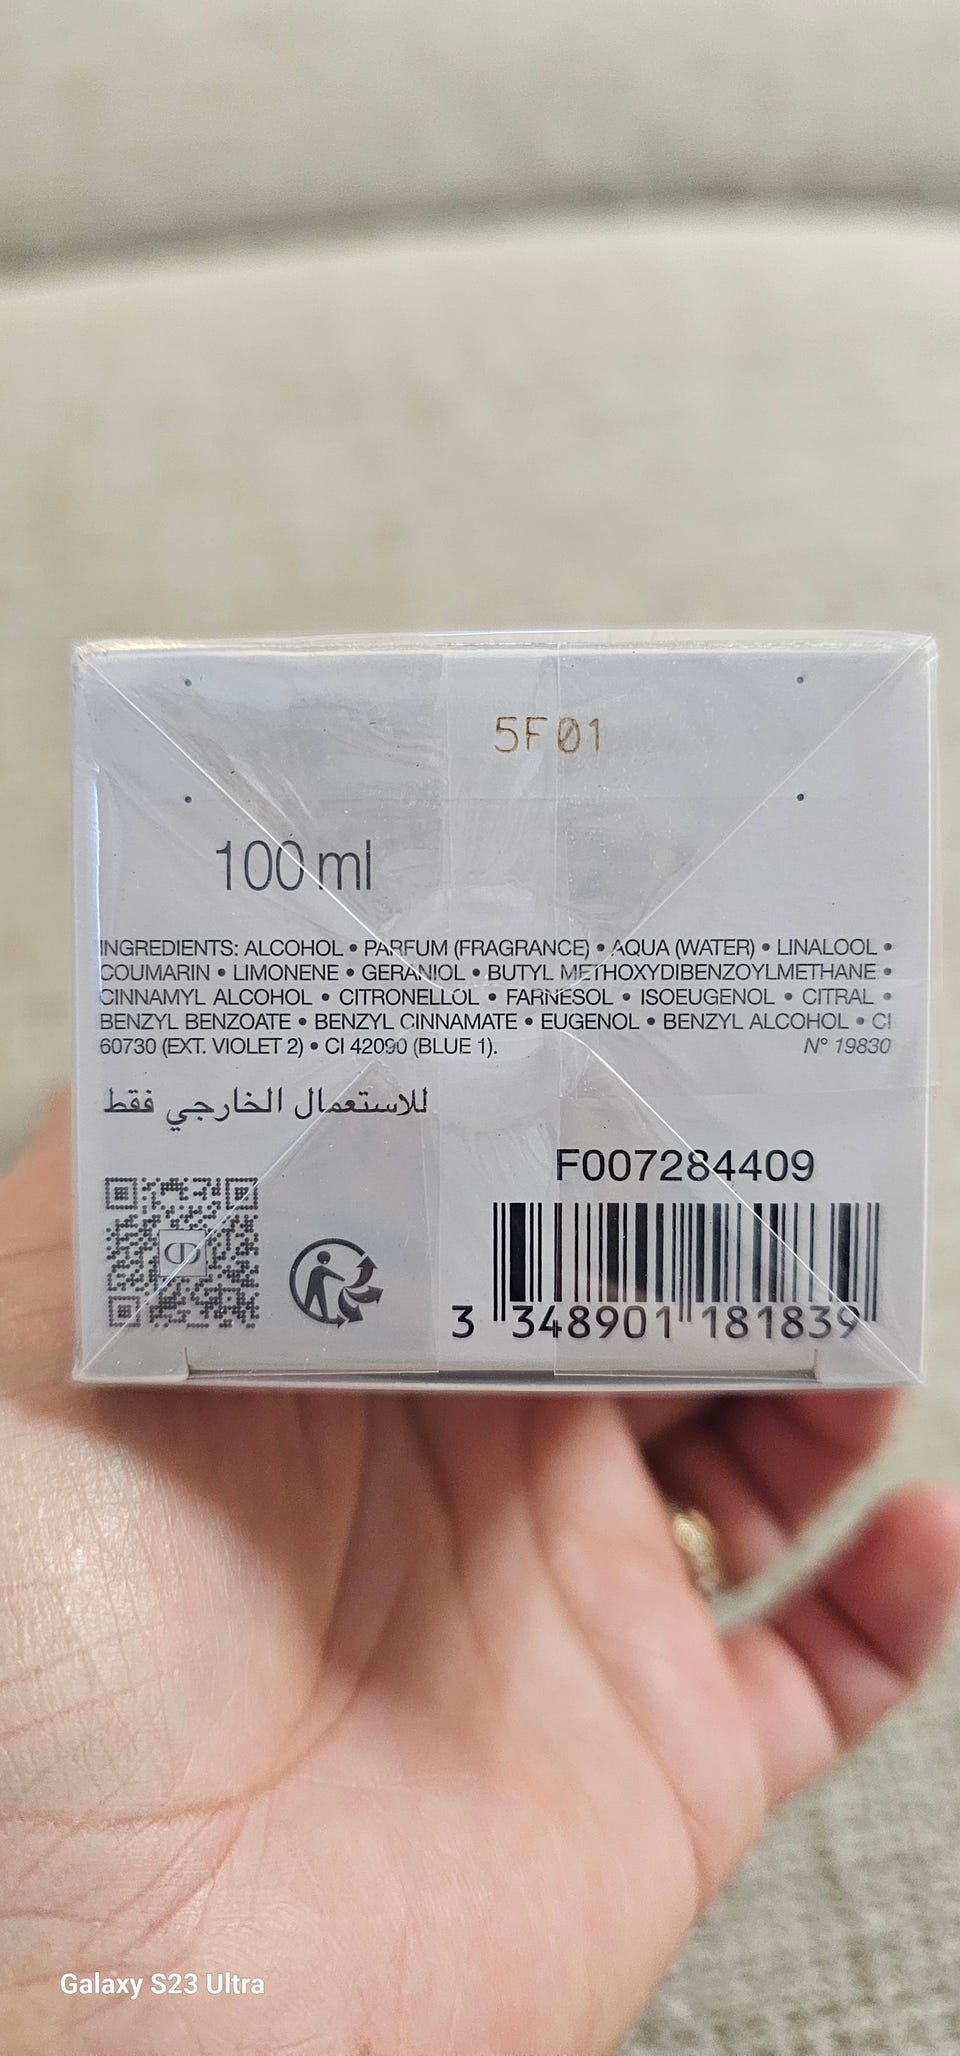 5F01
100 ml
INGREDIENTS: ALCOHOL • PARFUM (FRAGRANCE) • AQUA (WATER) • LINALOOL •
COUMARIN • LIMONENE • GERANIOL • BUTYL METHOXYDIBENZOYLMETHANE •
CINNAMYL ALCOHOL • CITRONELLOL • FARNESOL • ISOEUGENOL • CITRAL •
BENZYL BENZOATE • BENZYL CINNAMATE • EUGENOL • BENZYL ALCOHOL • CI
60730 (EXT. VIOLET 2) • CI 42090 (BLUE 1). N° 19830
للاستعمال الخارجي فقط
F007284409
3 348901 181839
Galaxy S23 Ultra